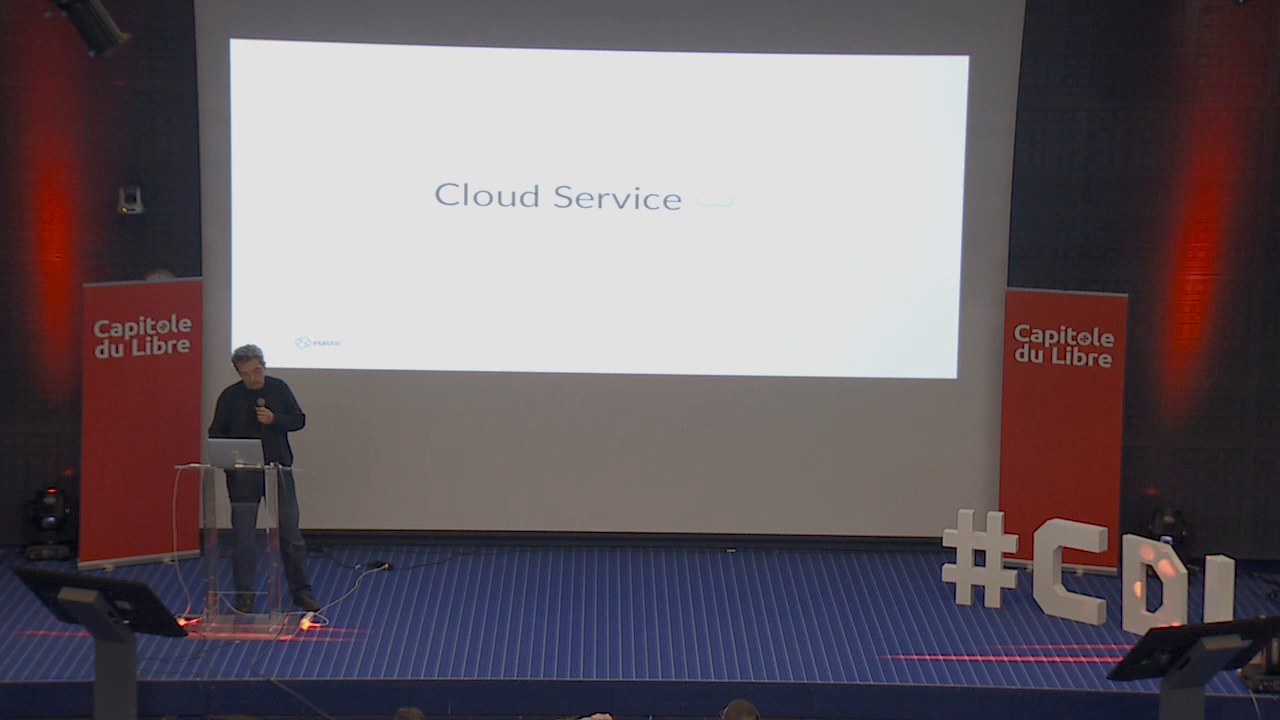 Cloud Service
elastic
Capitole
du Libre
Capitole
du Libre
#CDl